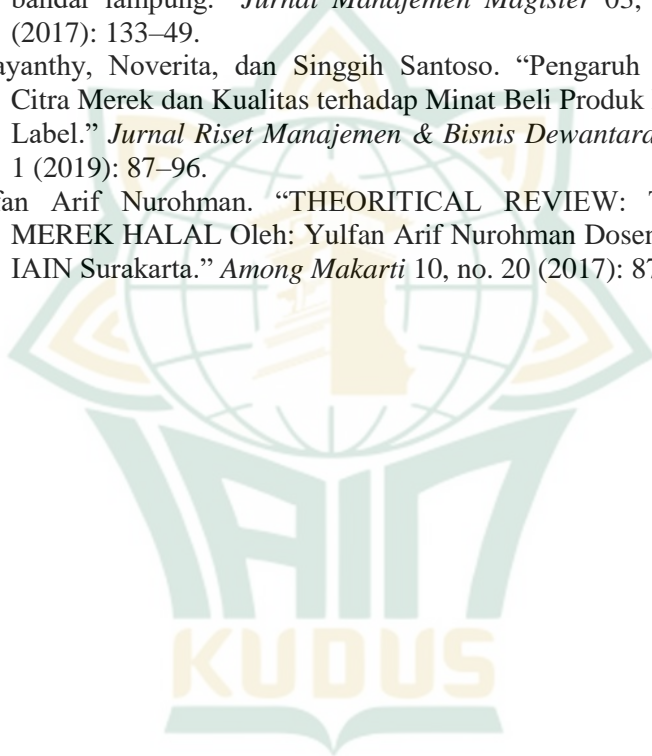 bandar lampung." Jurnal Manajemen Magister 03,
(2017): 133–49.
ayanthy, Noverita, dan Singgih Santoso. “Pengaruh
Citra Merek dan Kualitas terhadap Minat Beli Produk
Label.” Jurnal Riset Manajemen & Bisnis Dewantara
1 (2019): 87–96.
fan Arif Nurohman. “THEORITICAL REVIEW:
MEREK HALAL Oleh: Yulfan Arif Nurohman Dosen
IAIN Surakarta.” Among Makarti 10, no. 20 (2017): 87
IAIN
KUDUS